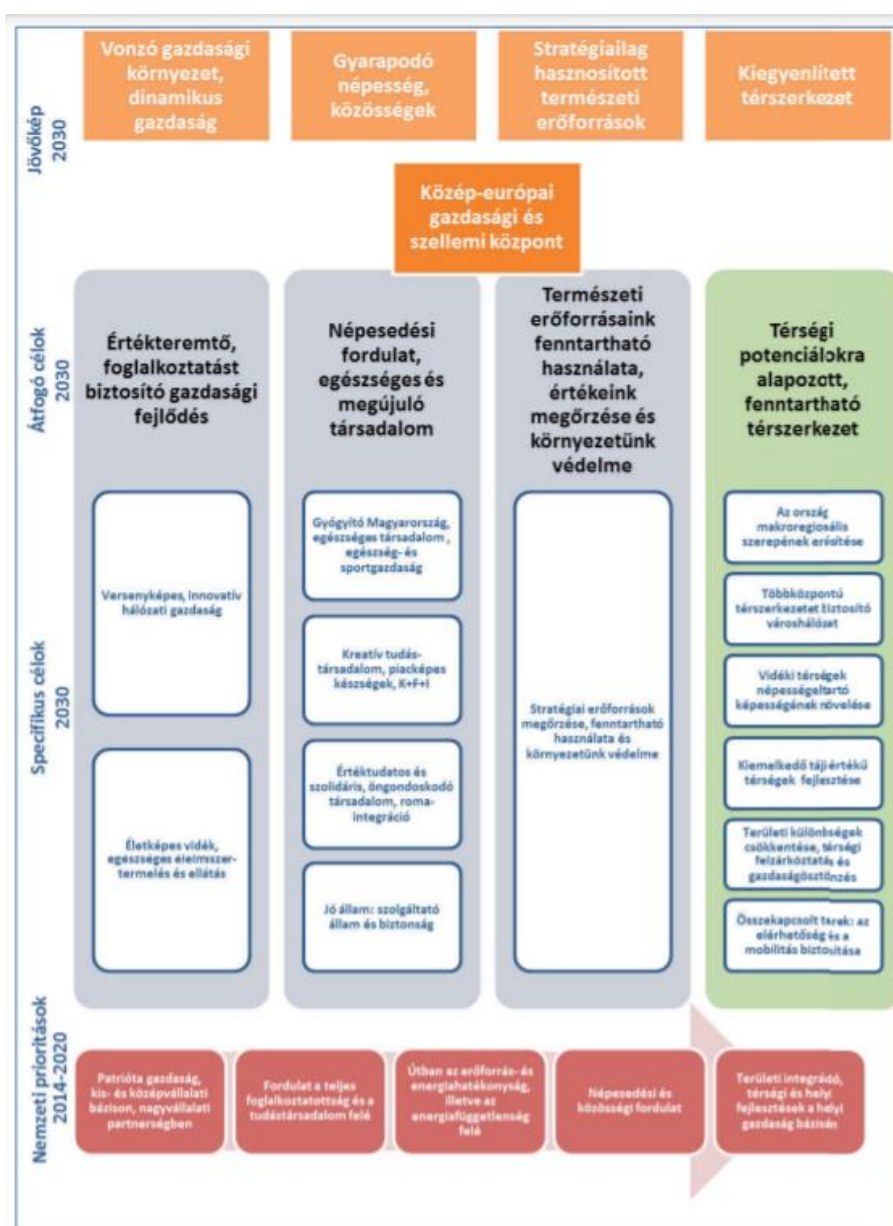 Jövőkép
2030
Vonzó gazdasági
környezet,
dinamikus
gazdaság
Gyarapodó
népesség,
közösségek
Stratégiailag
hasznosított
természeti
erőforrások
Kiegyenlített
térszerkezet
Közép-európai
gazdasági és
szellemi központ
Átfogó célok
2030
Értékteremtő,
foglalkoztatást
biztosító gazdasági
fejlődés
Népesedési
fordulat,
egészséges és
megújuló
társadalom
Természeti
erőforrásaink
fenntartható
használata,
értékeink
megőrzése és
környezetünk
védelme
Térségi
potenciálokra
alapozott,
fenntartható
térszerkezet
Specifikus célok
2030
Versenyképes, innovatív
hálózati gazdaság
Életképes vidék,
egészséges élelmiszer-
termelés és ellátás
Gyógyító Magyarország,
egészséges társadalom ,
egészség- és
sportgazdaság
Kreatív tudás-
társadalom, piacképes
készségek, K+F+I
Értéktudatos és
szolidáris, öngondoskodó
társadalom, roma-
integráció
Jó állam: szolgáltató
állam és biztonság
Stratégiai erőforrások
megőrzése, fenntartható
használata és
környezetünk védelme
Az ország
makroregionális
szerepének erősítése
Többközpontú
térszerkezetet biztosító
városhálózat
Vidéki térségek
népességeltartó
képességének növelése
Kiemelkedő táji értékű
térségek fejlesztése
Területi különbségek
csökkentése, térségi
felzárkóztatás és
gazdaságösztönzés
Összekapcsolt terek: az
elérhetőség és a
mobilitás biztosítása
Nemzeti prioritások
2014-2020
Patrióta gazdaság,
kis- és középvállalati
bázison, nagyvállalati
partnerségben
Fordulat a teljes
foglalkoztatottság és a
tudástársadalom felé
Útban az erőforrás- és
energiahatékonyság,
illetve az
energiafüggetlenség
felé
Népesedési és
közösségi fordulat
Területi integráció,
térségi és helyi
fejlesztések a helyi
gazdaság bázisán